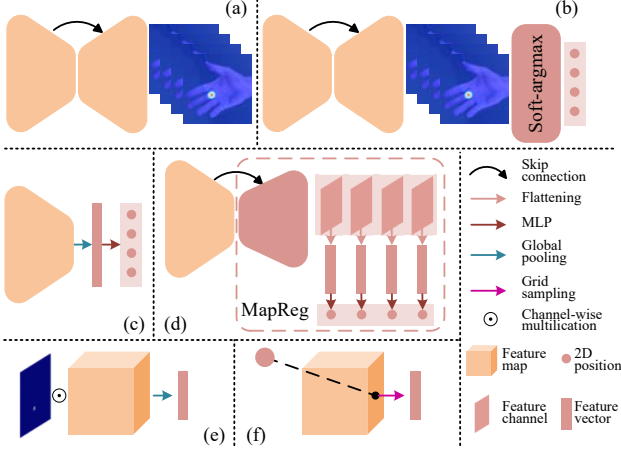 (a)
(b)
Soft-argmax
(c)
(d)
MapReg
Skip
connection
Flattening
MLP
Global
pooling
Grid
sampling
Channel-wise
multilication
(e)
(f)
Feature
map
2D
position
Feature
channel
Feature
vector